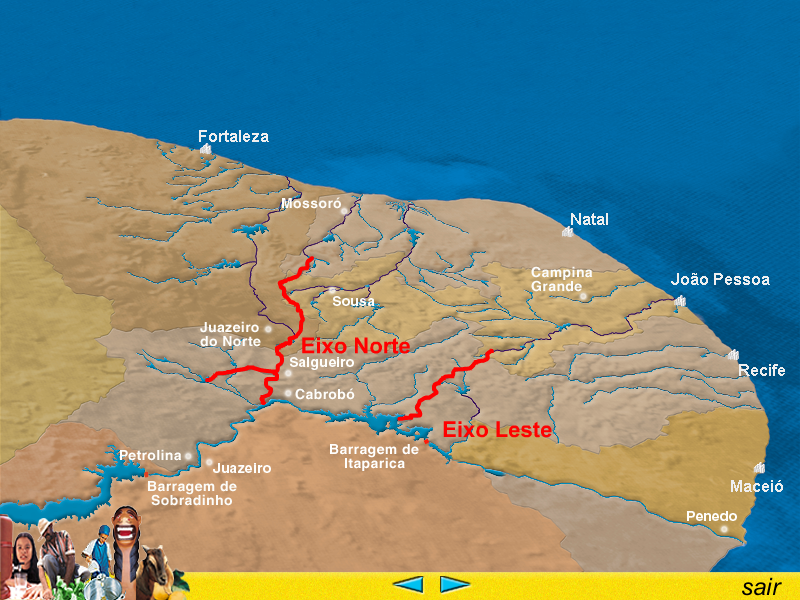 Fortaleza
Mossoró
Natal
Campina
Grande
João Pessoa
Sousa
Juazeiro
do Norte
Eixo Norte
Salgueiro
Recife
Cabrobó
Eixo Leste
Barragem de
Itaparica
Petrolina
Juazeiro
Barragem de
Sobradinho
Maceió
Penedo
sair